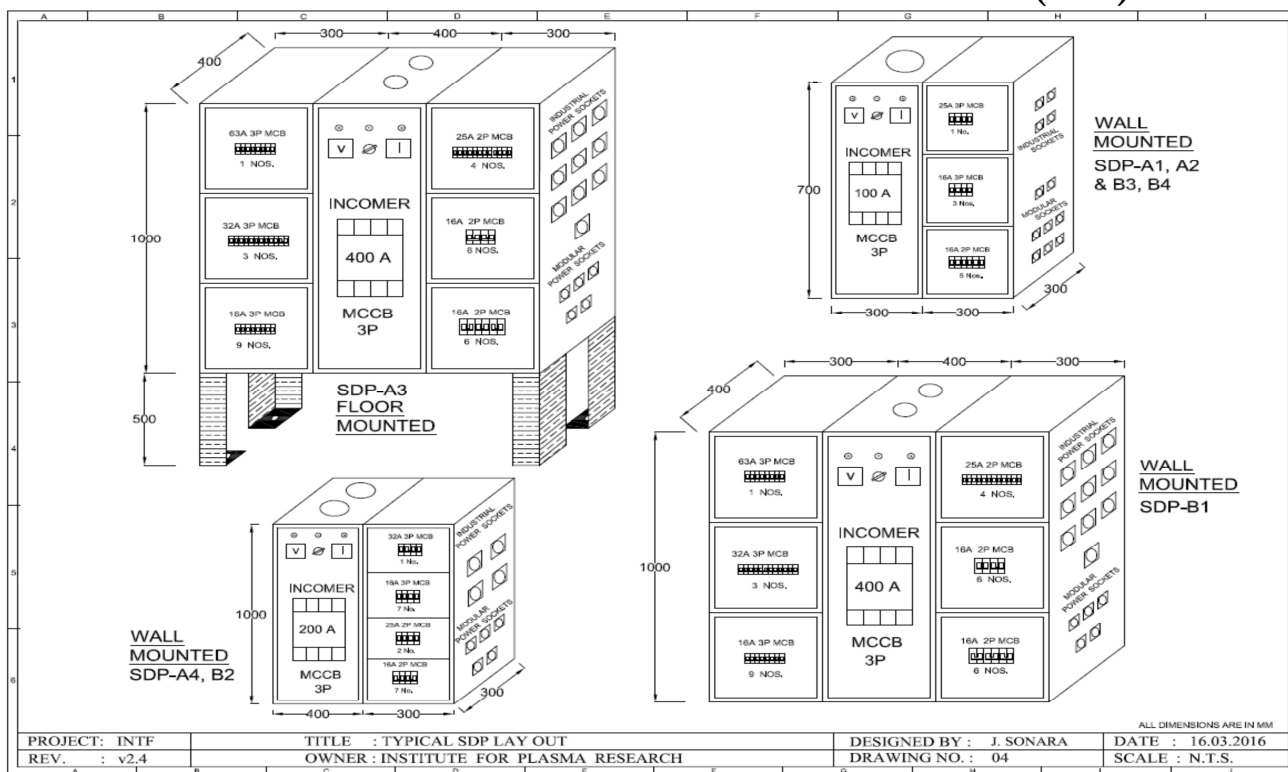 A B C D E F G H I
300 400 300
400
1
2
3
4
5
6
63A 3P MCB
1 NOS.
32A 3P MCB
3 NOS.
16A 3P MCB
9 NOS.
V I
INCOMER
400 A
MCCB
3P
25A 2P MCB
4 NOS.
16A 2P MCB
6 NOS.
16A 2P MCB
6 NOS.
INDUSTRIAL
POWER SOCKETS
MODULAR
POWER SOCKETS
1000
500
SDP-A3
FLOOR
MOUNTED
700
V I
INCOMER
100 A
MCCB
3P
25A 3P MCB
1 No.
16A 3P MCB
3 Nos.
16A 2P MCB
5 Nos.
INDUSTRIAL
SOCKETS
MODULAR
SOCKETS
300 300
300
WALL
MOUNTED
SDP-A1, A2
& B3, B4
V I
INCOMER
200 A
MCCB
3P
32A 3P MCB
1 No.
16A 3P MCB
7 No.
25A 2P MCB
2 No.
16A 2P MCB
7 No.
INDUSTRIAL
POWER SOCKETS
MODULAR
POWER SOCKETS
1000
400 300
300
WALL
MOUNTED
SDP-A4, B2
300 400 300
400
1000
63A 3P MCB
1 NOS.
32A 3P MCB
3 NOS.
16A 3P MCB
9 NOS.
V I
INCOMER
400 A
MCCB
3P
25A 2P MCB
4 NOS.
16A 2P MCB
6 NOS.
16A 2P MCB
6 NOS.
INDUSTRIAL
POWER SOCKETS
MODULAR
POWER SOCKETS
WALL
MOUNTED
SDP-B1
ALL DIMENSIONS ARE IN MM
PROJECT: INTF TITLE : TYPICAL SDP LAY OUT DESIGNED BY : J. SONARA DATE : 16.03.2016
REV. : v2.4 OWNER : INSTITUTE FOR PLASMA RESEARCH DRAWING NO. : 04 SCALE : N.T.S.